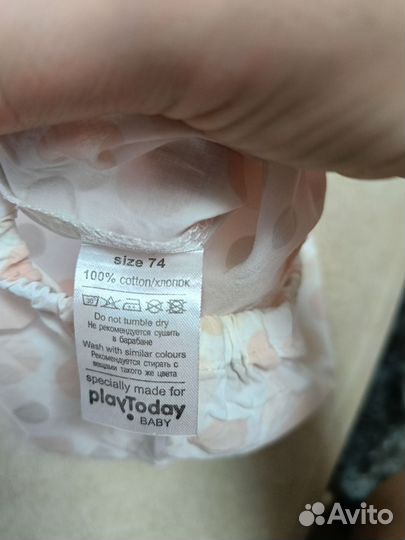 size 74
100% cotton/хлопок
Do not tumble dry
Не рекомендуется сушить
в барабане
Wash with similar colours
Рекомендуется стирать с
вещами такого же цвета
specially made for
playToday
BABY
Avito